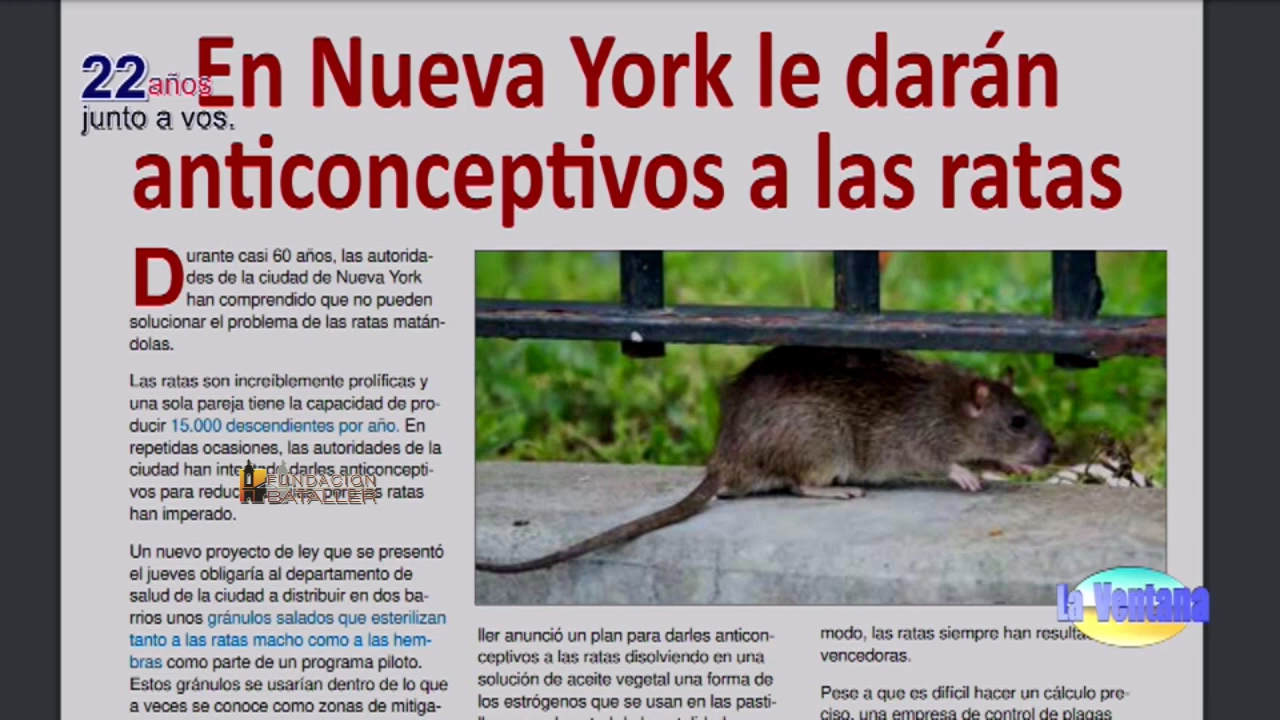 22años
junto a vos.
En Nueva York le darán
anticonceptivos a las ratas
Durante casi 60 años, las autorida-
des de la ciudad de Nueva York
han comprendido que no pueden
solucionar el problema de las ratas matán-
dolas.
Las ratas son increíblemente prolíficas y
una sola pareja tiene la capacidad de pro-
ducir 15.000 descendientes por año. En
repetidas ocasiones, las autoridades de la
ciudad han darles anticoncepti-
vos para ratas
han imperado.
FUNDACION
BATALLER
Un nuevo proyecto de ley que se presentó
el jueves obligaría al departamento de
salud de la ciudad a distribuir en dos ba-
rrios unos gránulos salados que esterilizan
tanto a las ratas macho como a las hem-
bras como parte de un programa piloto.
Estos gránulos se usarían dentro de lo que
a veces se conoce como zonas de mitiga-
ller anunció un plan para darles anticon-
ceptivos a las ratas disolviendo en una
solución de aceite vegetal una forma de
los estrógenos que se usan en las pasti-
modo, las ratas siempre han
vencedoras.
Pese a que es difícil hacer un cálculo pre-
ciso, una empresa de control de plagas
La Ventana